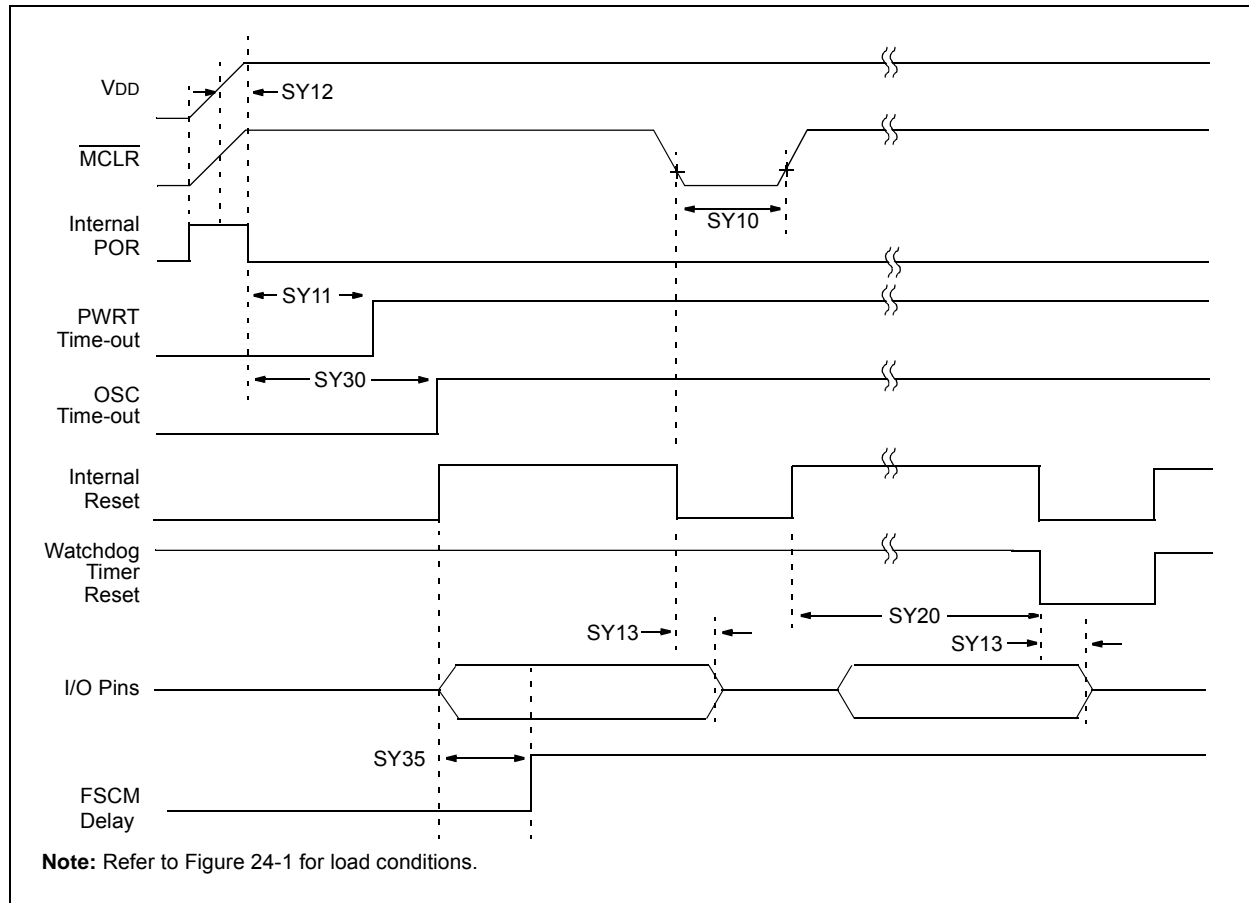 VDD
SY12
MCLR
SY10
Internal
POR
SY11
PWRT
Time-out
SY30
OSC
Time-out
Internal
Reset
Watchdog
Timer
Reset
SY20
SY13
SY13
I/O Pins
SY35
FSCM
Delay
Note: Refer to Figure 24-1 for load conditions.